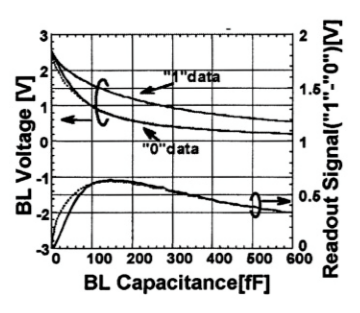 3
2
1
0
-1
-2
-3
BL Voltage [V]
"1"data
"0"data
2
1.5
1
0.5
0
Readout Signal("1"-"0")[V]
0 100 200 300 400 500 600
BL Capacitance[fF]